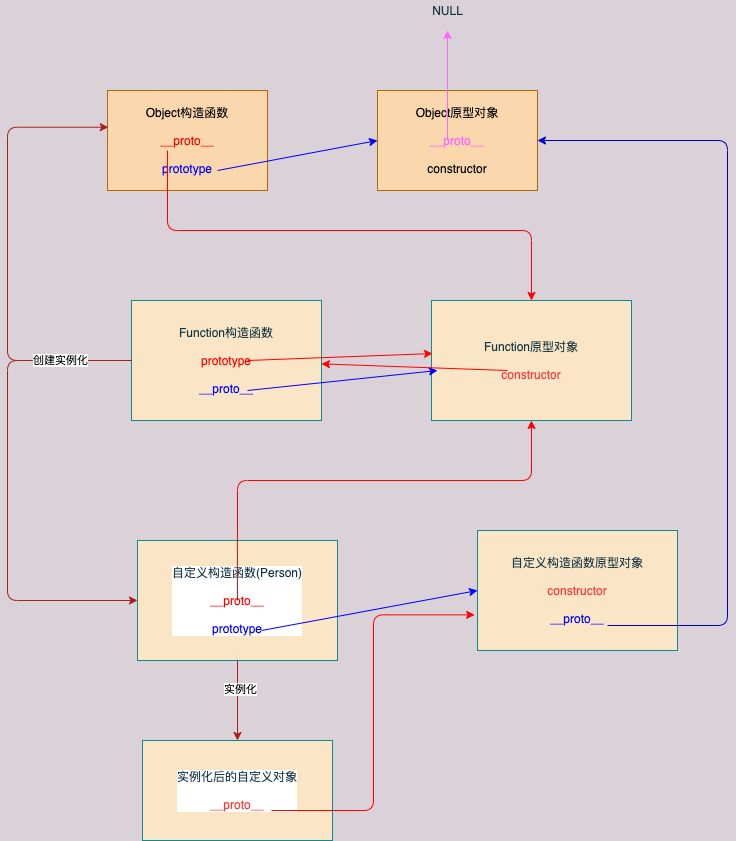 NULL
Object构造函数
__proto__
prototype
Object原型对象
__proto__
constructor
Function构造函数
prototype
__proto__
Function原型对象
constructor
创建实例化
自定义构造函数(Person)
__proto__
prototype
自定义构造函数原型对象
constructor
__proto__
实例化
实例化后的自定义对象
__proto__